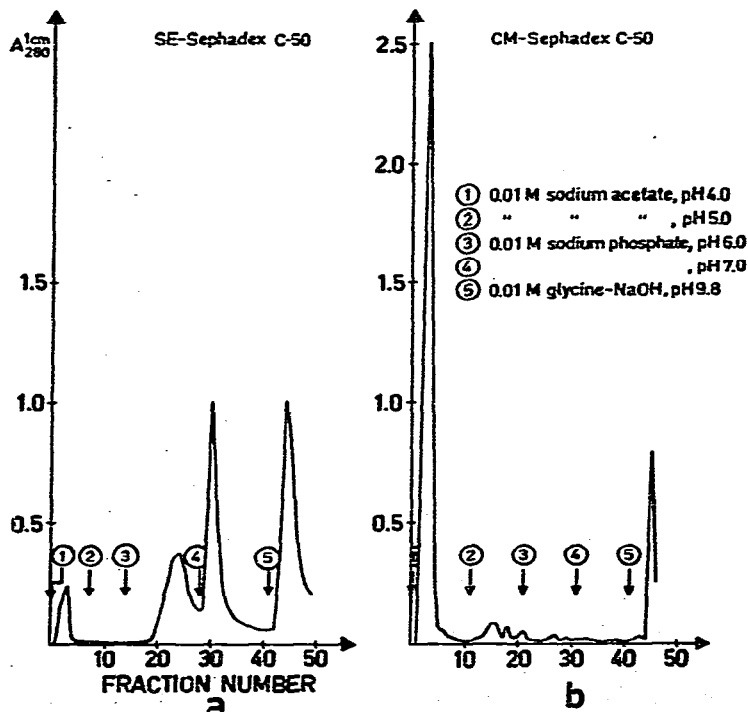 A 1cm 280
SE-Sephadex C-50
1.5
1.0
0.5
① ② ③ ④ ⑤
10 20 30 40 50
FRACTION NUMBER
a
CM-Sephadex C-50
2.5
2.0
① 0.01 M sodium acetate, pH 4.0
② " " " , pH 5.0
③ 0.01 M sodium phosphate, pH 6.0
④ , pH 7.0
⑤ 0.01 M glycine-NaOH, pH 9.8
1.5
1.0
0.5
② ③ ④ ⑤
10 20 30 40 50
b